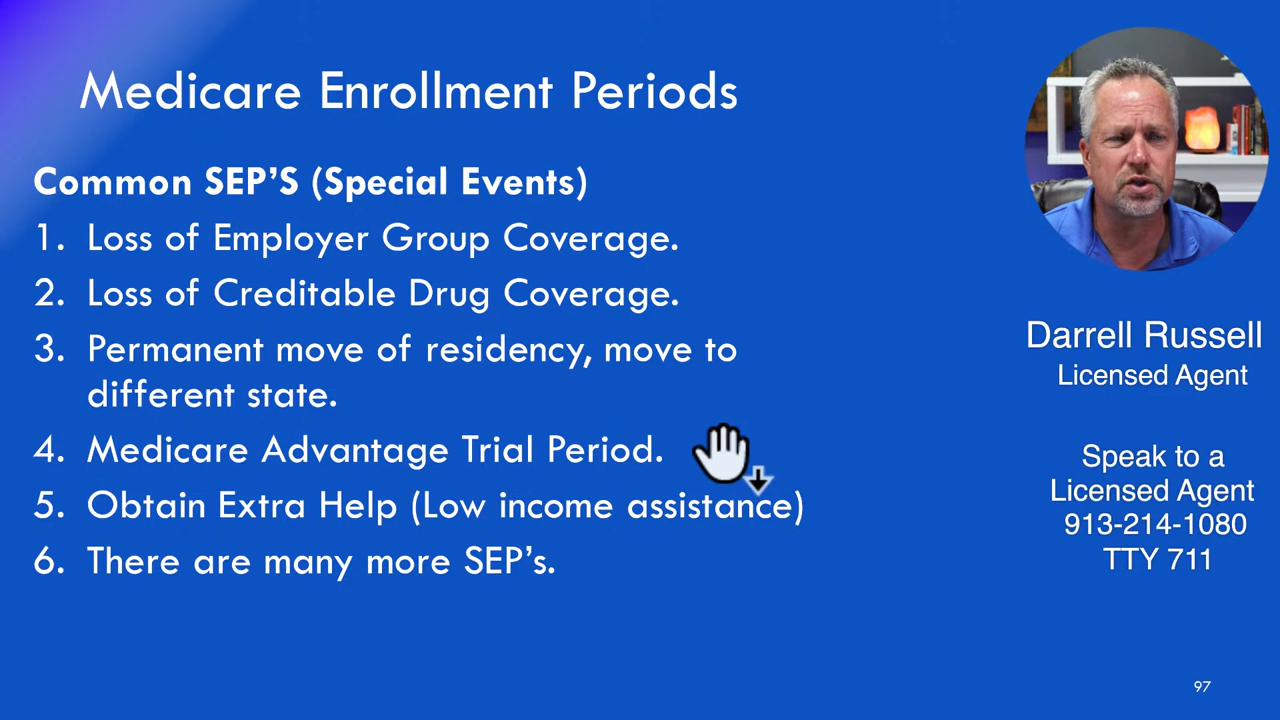 Medicare Enrollment Periods
Common SEP'S (Special Events)
1. Loss of Employer Group Coverage.
2. Loss of Creditable Drug Coverage.
3. Permanent move of residency, move to
different state.
4. Medicare Advantage Trial Period.
5. Obtain Extra Help (Low income assistance)
6. There are many more SEP's.
Darrell Russell
Licensed Agent
Speak to a
Licensed Agent
913-214-1080
TTY 711
97